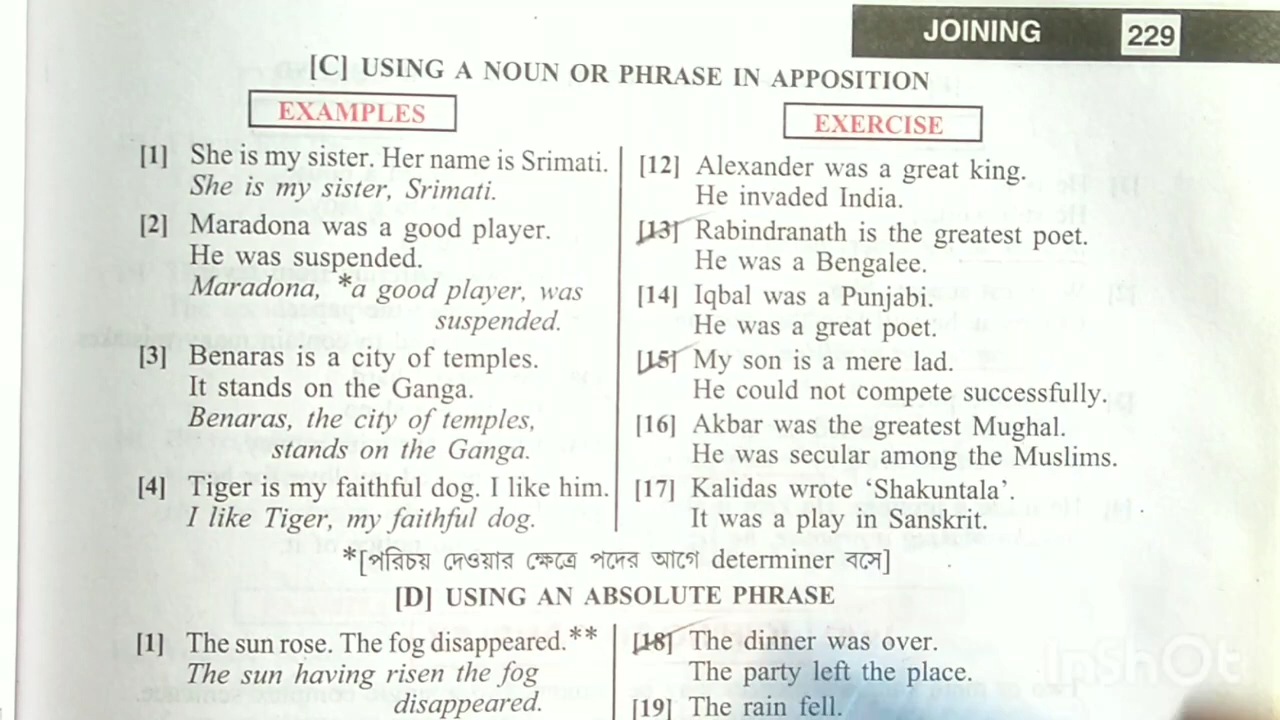 JOINING 229
[C] USING A NOUN OR PHRASE IN APPOSITION
EXAMPLES
[1] She is my sister. Her name is Srimati.
She is my sister, Srimati.
[2] Maradona was a good player.
He was suspended.
Maradona, *a good player, was
suspended.
[3] Benaras is a city of temples.
It stands on the Ganga.
Benaras, the city of temples,
stands on the Ganga.
[4] Tiger is my faithful dog. I like him.
I like Tiger, my faithful dog.
EXERCISE
[12] Alexander was a great king.
He invaded India.
[13] Rabindranath is the greatest poet.
He was a Bengalee.
[14] Iqbal was a Punjabi.
He was a great poet.
[15] My son is a mere lad.
He could not compete successfully.
[16] Akbar was the greatest Mughal.
He was secular among the Muslims.
[17] Kalidas wrote ‘Shakuntala’.
It was a play in Sanskrit.
*[পরিচয় দেওয়ার ক্ষেত্রে পদের আগে determiner বসে]
[D] USING AN ABSOLUTE PHRASE
[1] The sun rose. The fog disappeared.**
The sun having risen the fog
disappeared.
[18] The dinner was over.
The party left the place.
[19] The rain fell.
InShOt